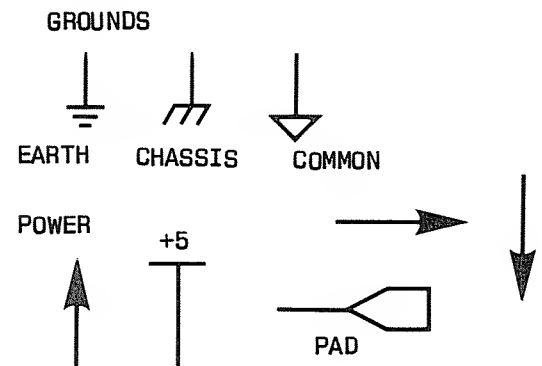 GROUNDS
EARTH CHASSIS COMMON
POWER
+5
PAD